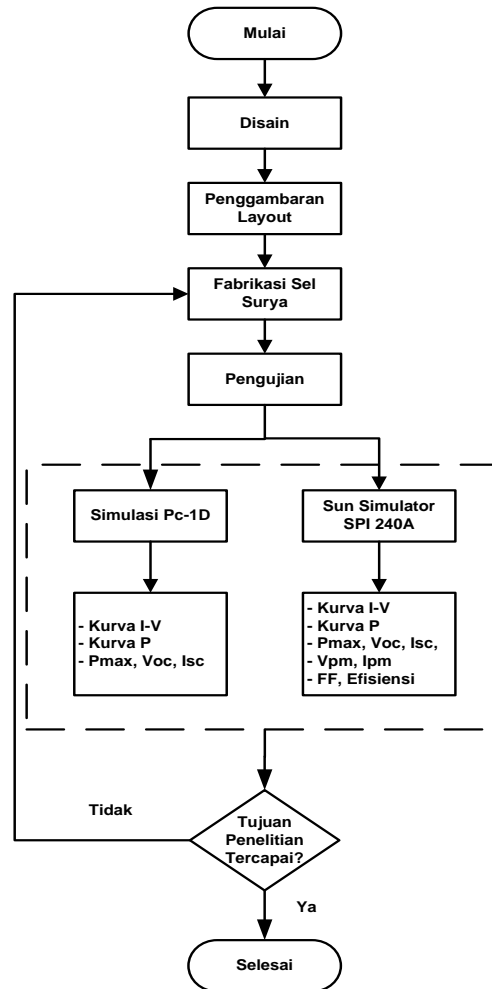 Mulai
Disain
Penggambaran
Layout
Fabrikasi Sel
Surya
Pengujian
Simulasi Pc-1D
Sun Simulator
SPI 240A
- Kurva I-V
- Kurva P
- Pmax, Voc, Isc
- Kurva I-V
- Kurva P
- Pmax, Voc, Isc,
- Vpm, Ipm
- FF, Efisiensi
Tidak
Tujuan
Penelitian
Tercapai?
Ya
Selesai